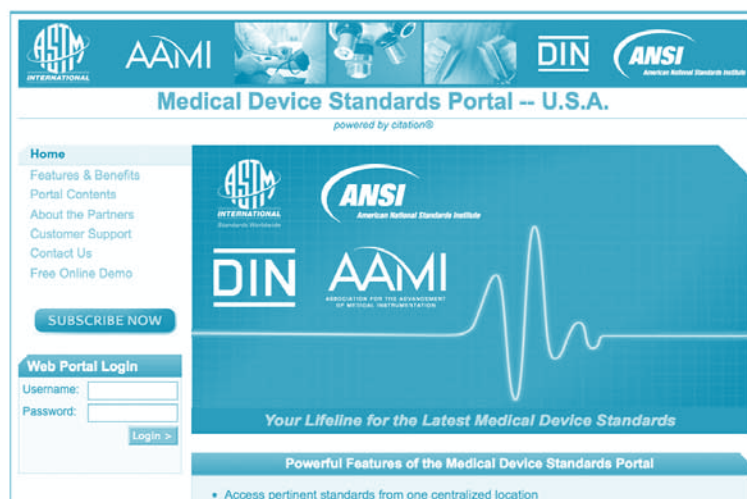 ASTM
INTERNATIONAL
AAMI
DIN
ANSI
American National Standards Institute
Medical Device Standards Portal -- U.S.A.
powered by citation®
Home
Features & Benefits
Portal Contents
About the Partners
Customer Support
Contact Us
Free Online Demo
SUBSCRIBE NOW
Web Portal Login
Username:
Password:
Login >
ASTM
INTERNATIONAL
Standards Worldwide
ANSI
American National Standards Institute
DIN
AAMI
ASSOCIATION FOR THE ADVANCEMENT
OF MEDICAL INSTRUMENTATION
Your Lifeline for the Latest Medical Device Standards
Powerful Features of the Medical Device Standards Portal
• Access pertinent standards from one centralized location